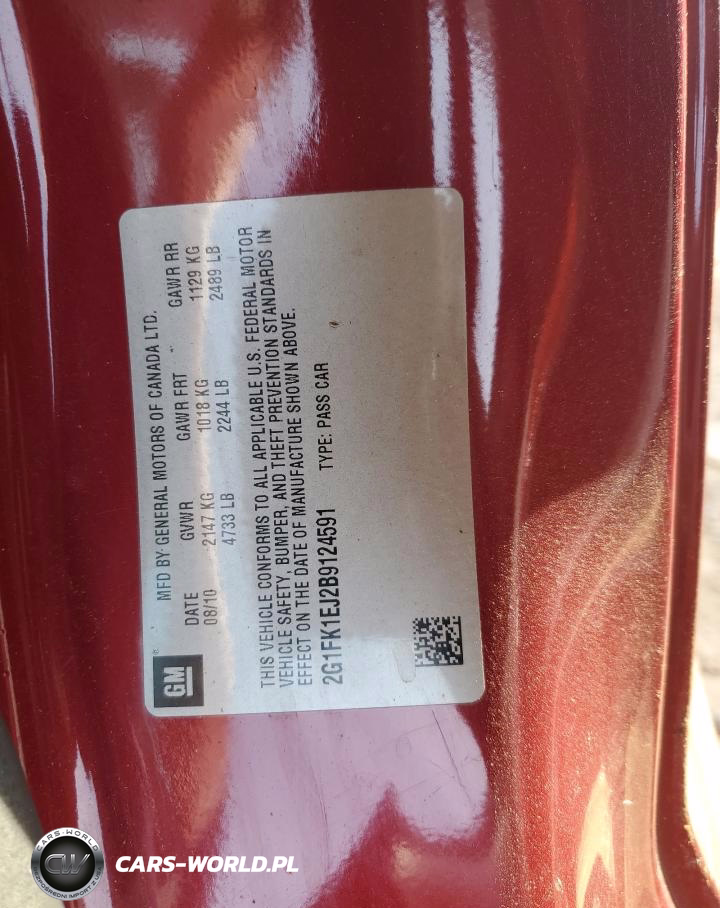 GM®
MFD BY GENERAL MOTORS OF CANADA LTD.
DATE GVWR GAWR FRT GAWR RR
08/10 2147 KG 1018 KG 1129 KG
4733 LB 2244 LB 2489 LB
THIS VEHICLE CONFORMS TO ALL APPLICABLE U.S. FEDERAL MOTOR
VEHICLE SAFETY, BUMPER, AND THEFT PREVENTION STANDARDS IN
EFFECT ON THE DATE OF MANUFACTURE SHOWN ABOVE.
2G1FK1EJ2B9124591 TYPE: PASS CAR
CARS-WORLD
CW
CARS-WORLD.PL